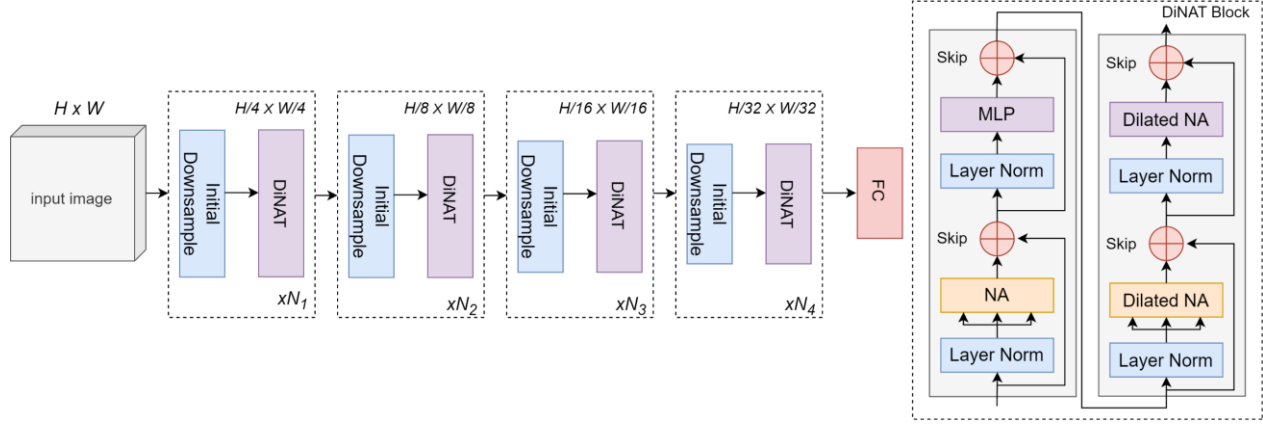 H x W
input image
H/4 x W/4
Initial
Downsample
DiNAT
xN1
H/8 x W/8
Initial
Downsample
DiNAT
xN2
H/16 x W/16
Initial
Downsample
DiNAT
xN3
H/32 x W/32
Initial
Downsample
DiNAT
xN4
FC
DiNAT Block
Skip
MLP
Layer Norm
Skip
NA
Layer Norm
Skip
Dilated NA
Layer Norm
Skip
Dilated NA
Layer Norm